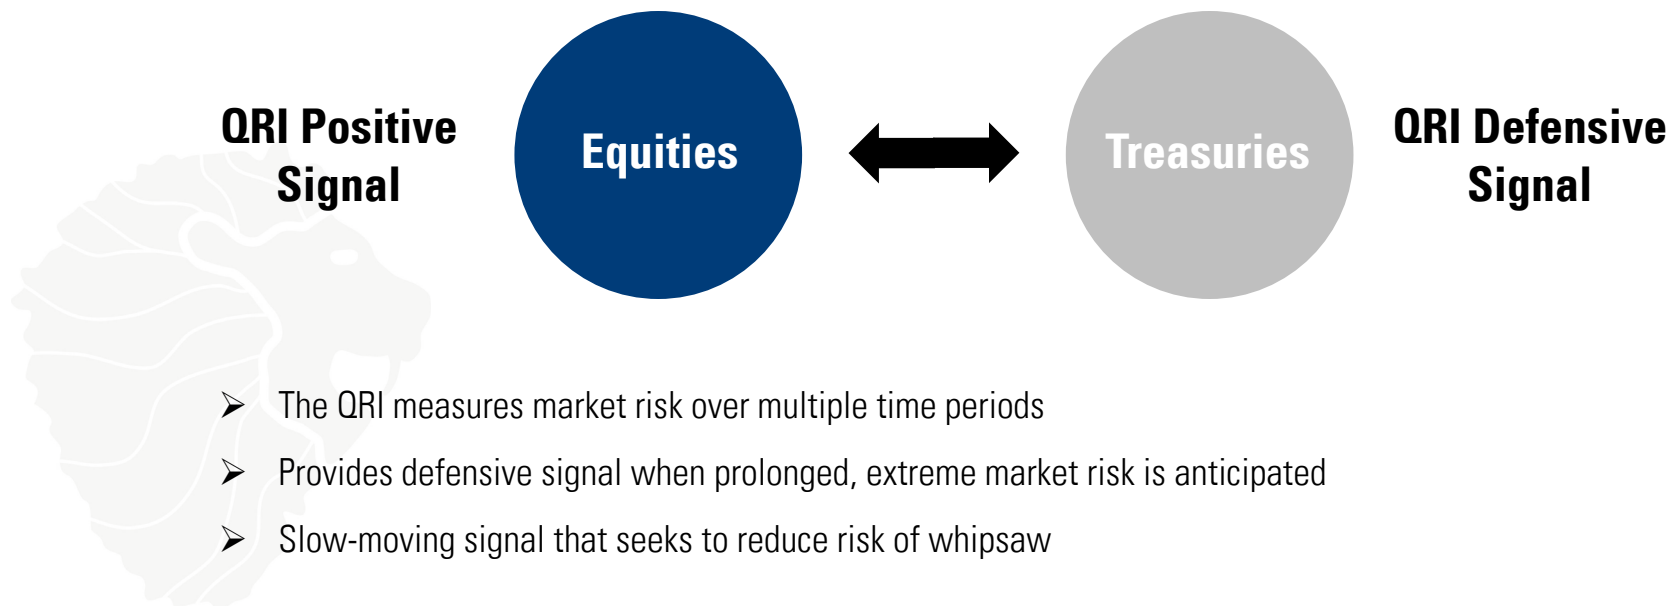 QRI Positive
Signal
Equities
Treasuries
QRI Defensive
Signal
The QRI measures market risk over multiple time periods
Provides defensive signal when prolonged, extreme market risk is anticipated
Slow-moving signal that seeks to reduce risk of whipsaw